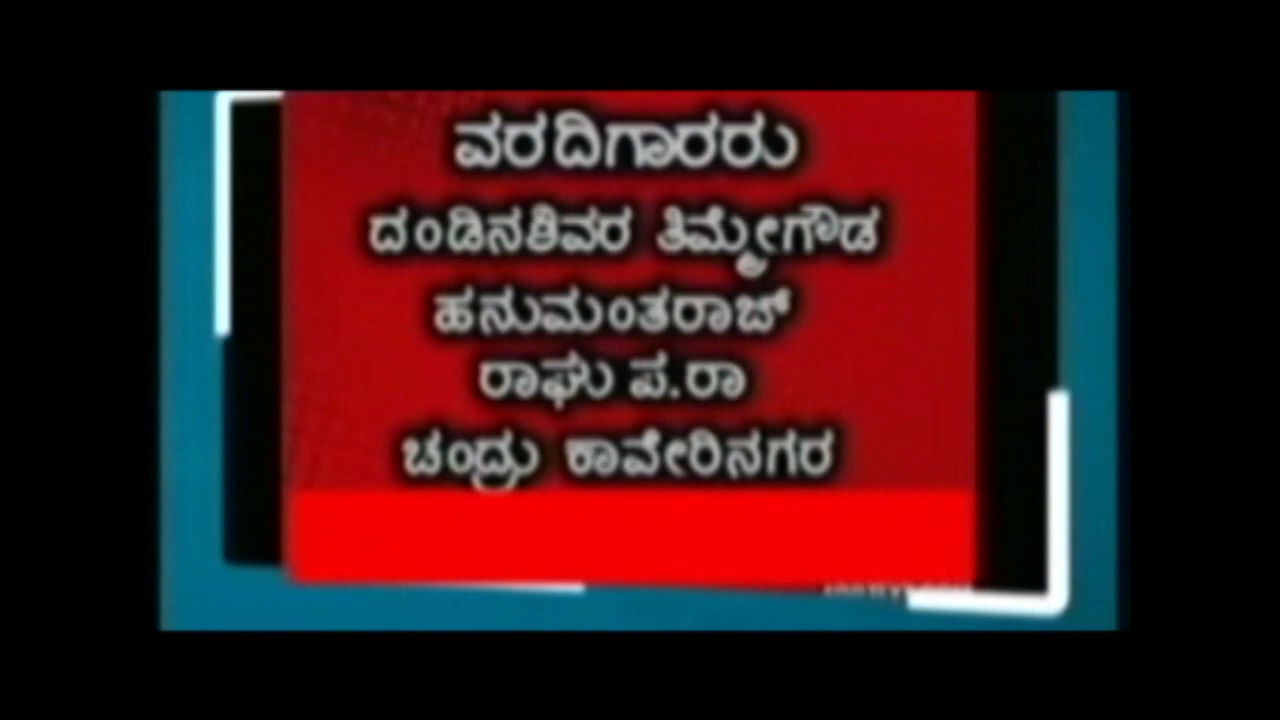 ವರದಿಗಾರರು
ದಂಡಿನಶಿವರ ತಿಮ್ಮೇಗೌಡ
ಹನುಮಂತರಾಜ್
ರಾಘು ಪ.ರಾ
ಚಂದ್ರು ಕಾವೇರಿನಗರ